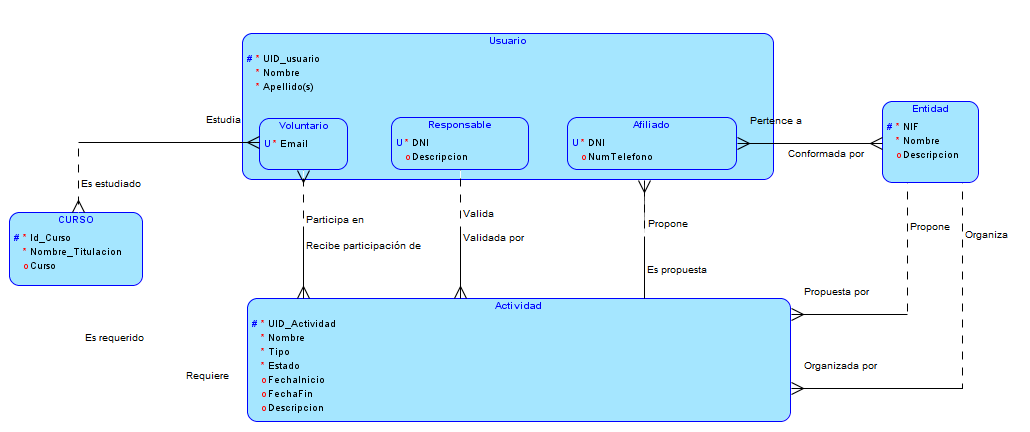 Usuario
# * UID_usuario
* Nombre
* Apellido(s)
Estudia
Voluntario
U * Email
Responsable
U * DNI
o Descripcion
Afiliado
U * DNI
o NumTelefono
Pertence a
Conformada por
Entidad
# * NIF
* Nombre
o Descripcion
Es estudiado
CURSO
# * Id_Curso
* Nombre_Titulacion
o Curso
Participa en
Recibe participación de
Valida
Validada por
Propone
Es propuesta
Propone
Organiza
Propuesta por
Organizada por
Es requerido
Requiere
Actividad
# * UID_Actividad
* Nombre
* Tipo
* Estado
o FechaInicio
o FechaFin
o Descripcion